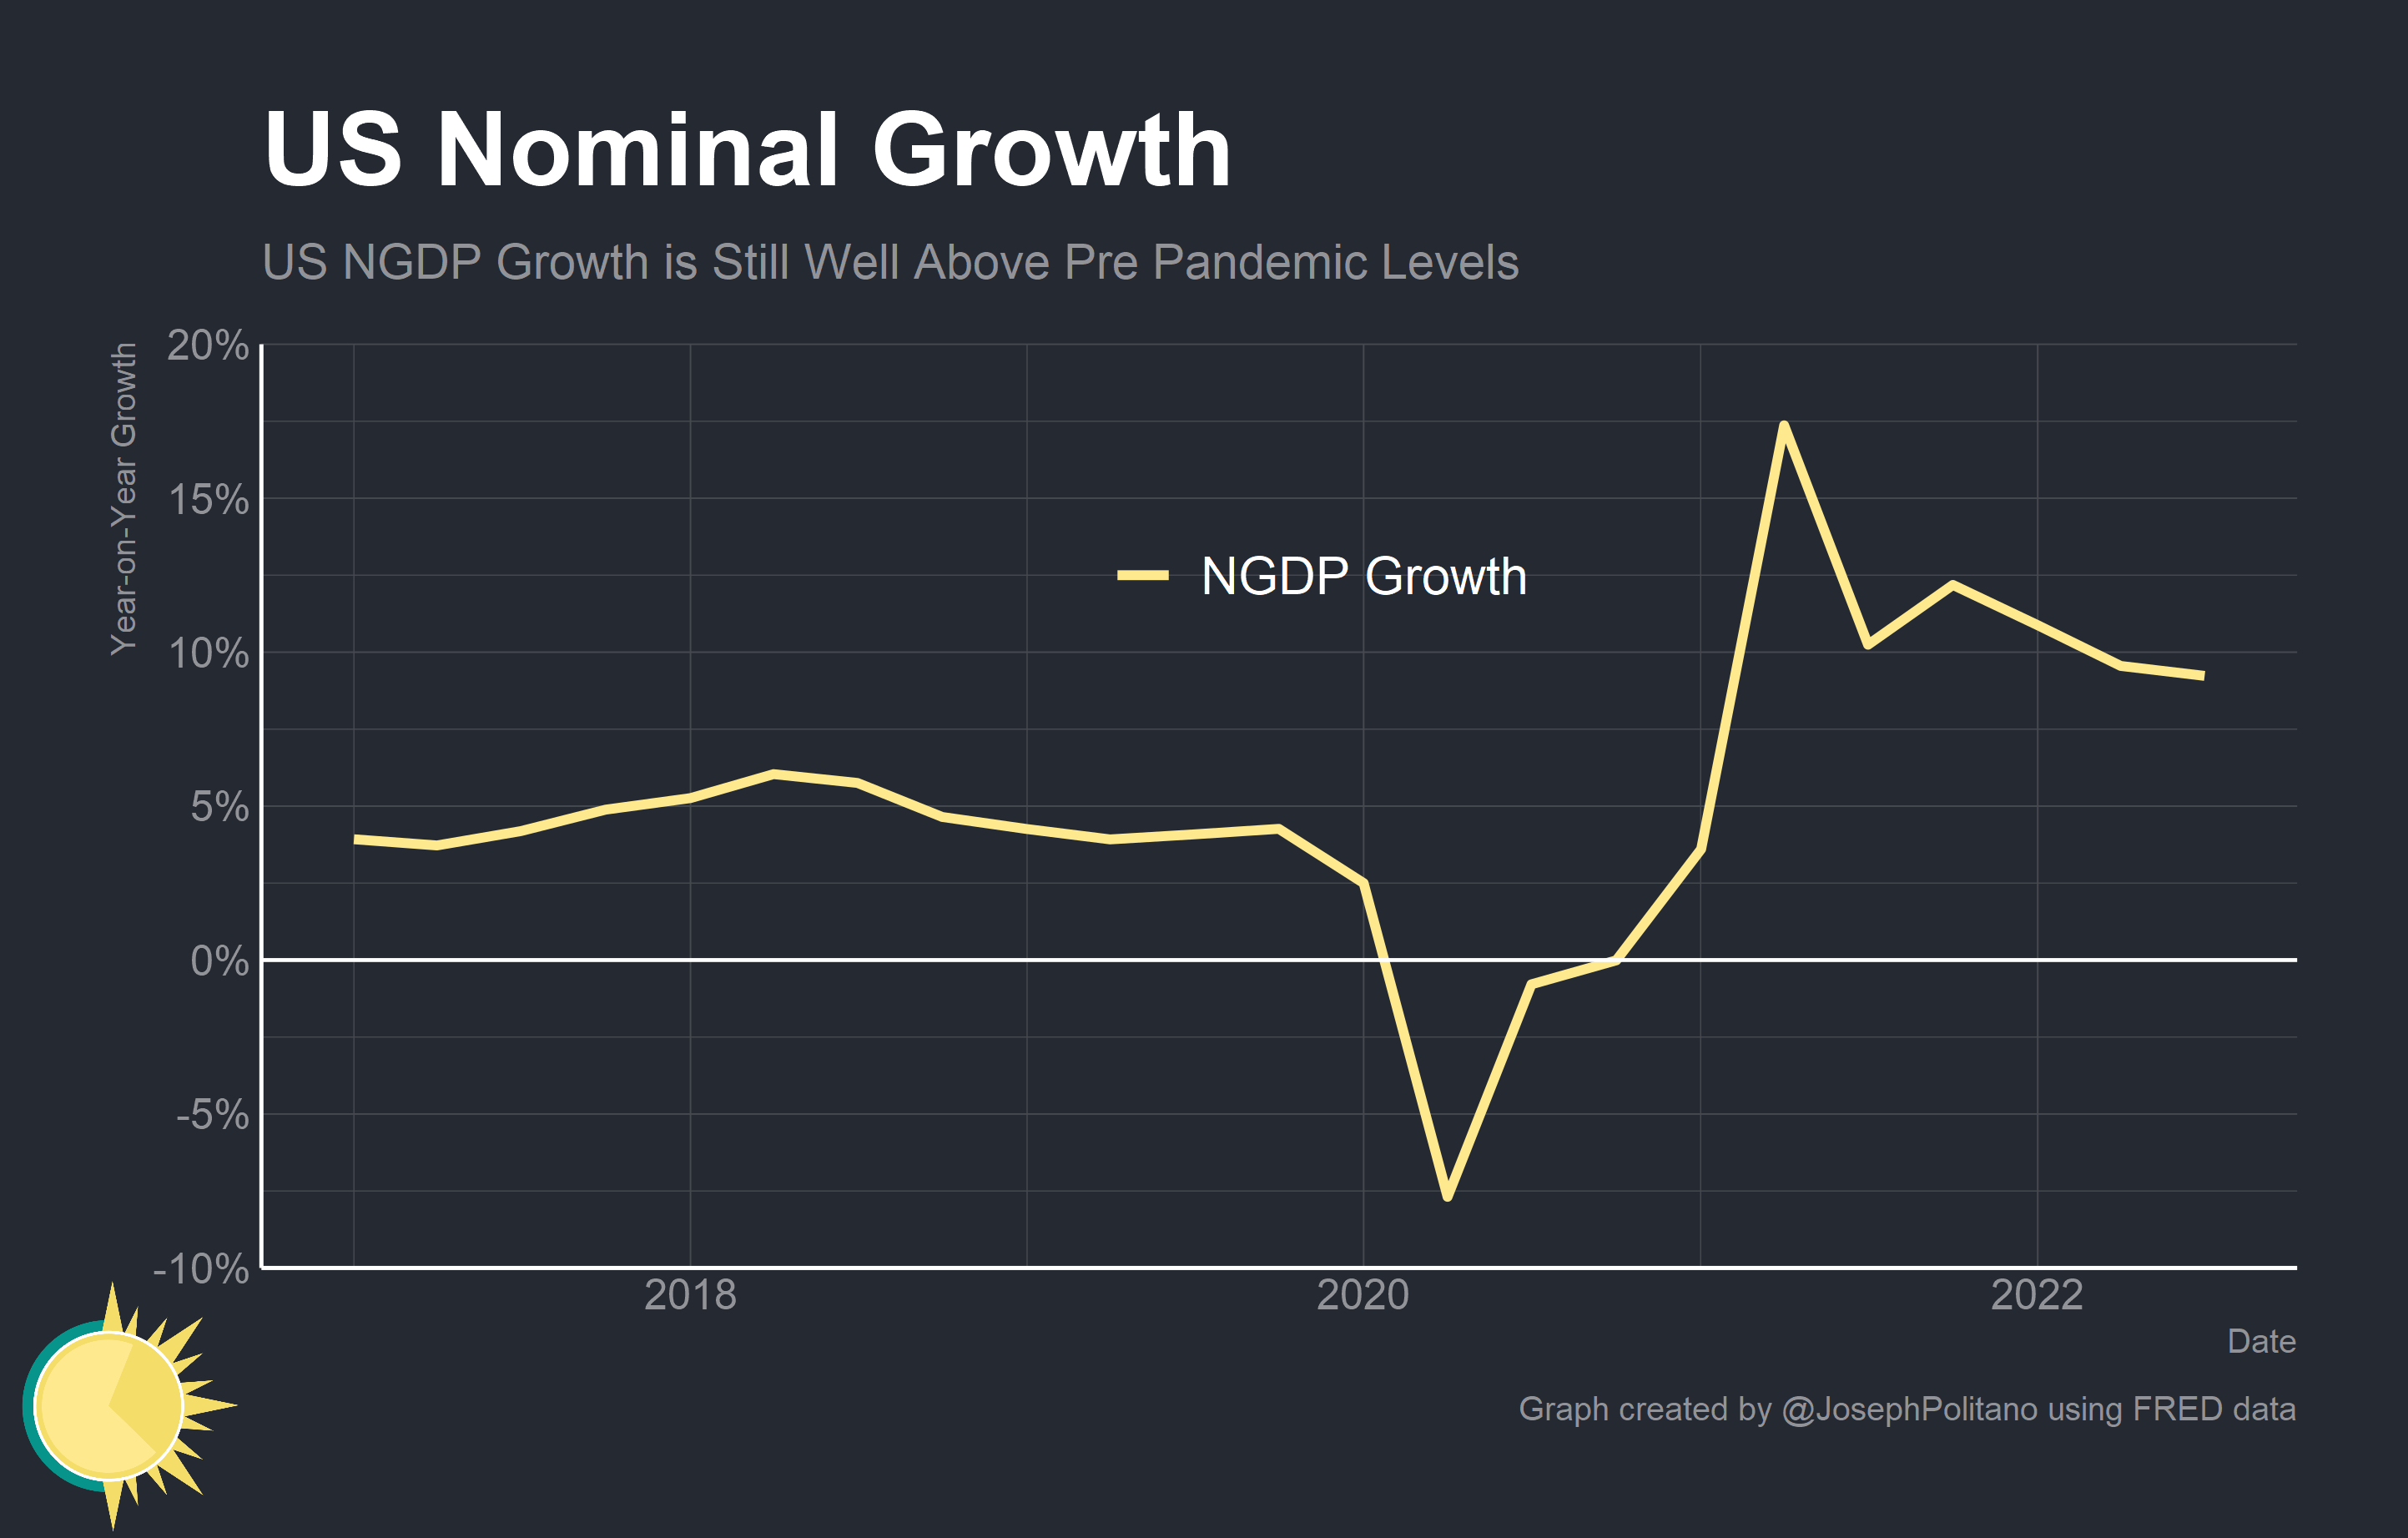 US Nominal Growth
US NGDP Growth is Still Well Above Pre Pandemic Levels
Year-on-Year Growth
20%
15%
10%
5%
0%
-5%
-10%
NGDP Growth
2018
2020
2022
Date
Graph created by @JosephPolitano using FRED data